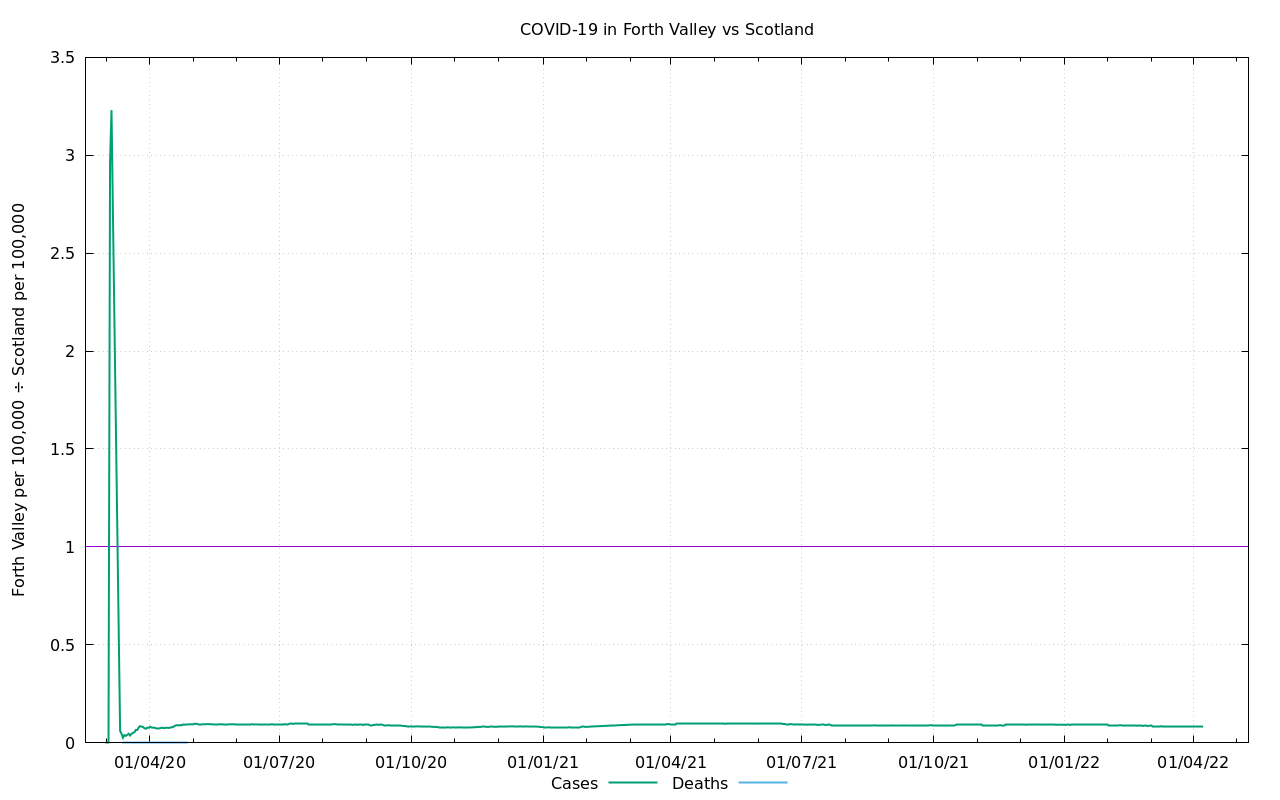 COVID-19 in Forth Valley vs Scotland
Forth Valley per 100,000 ÷ Scotland per 100,000
3.5
3
2.5
2
1.5
1
0.5
0
01/04/20 01/07/20 01/10/20 01/01/21 01/04/21 01/07/21 01/10/21 01/01/22 01/04/22
Cases Deaths